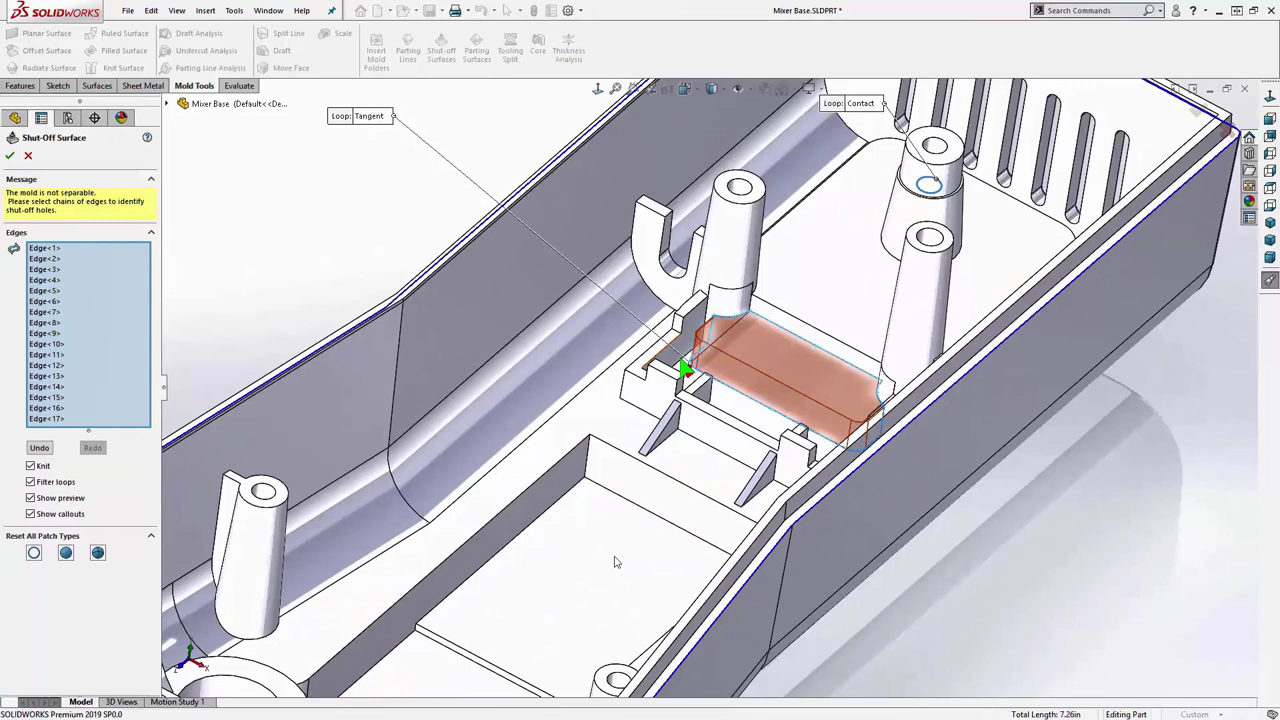 SOLIDWORKS
File
Edit
View
Insert
Tools
Window
Help
Mixer Base.SLDPRT *
Search Commands
Planar Surface
Ruled Surface
Draft Analysis
Split Line
Scale
Offset Surface
Filled Surface
Undercut Analysis
Draft
Radiate Surface
Knit Surface
Parting Line Analysis
Move Face
Insert
Mold
Folders
Parting
Lines
Shut-off
Surfaces
Parting
Surfaces
Tooling
Split
Core
Thickness
Analysis
Features
Sketch
Surfaces
Sheet Metal
Mold Tools
Evaluate
Mixer Base (Default<<De...
Loop: Tangent
Loop: Contact
Shut-Off Surface
Message
The mold is not separable.
Please select chains of edges to identify
shut-off holes.
Edges
Edge<1>
Edge<2>
Edge<3>
Edge<4>
Edge<5>
Edge<6>
Edge<7>
Edge<8>
Edge<9>
Edge<10>
Edge<11>
Edge<12>
Edge<13>
Edge<14>
Edge<15>
Edge<16>
Edge<17>
Undo
Redo
Knit
Filter loops
Show preview
Show callouts
Reset All Patch Types
Model
3D Views
Motion Study 1
SOLIDWORKS Premium 2019 SP0.0
Total Length: 7.26in
Editing Part
Custom